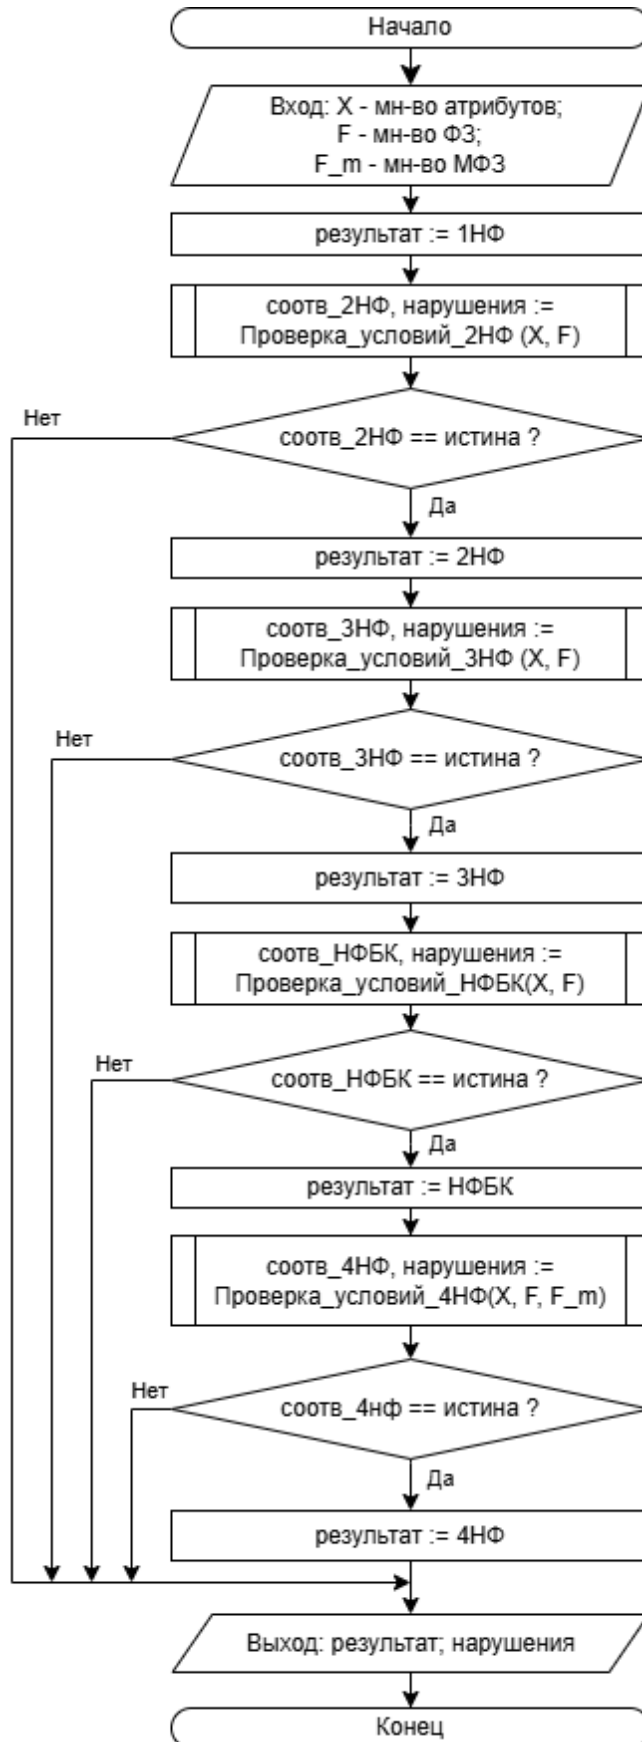 Начало
Вход: X - мн-во атрибутов;
F - мн-во ФЗ;
F_m - мн-во МФЗ
результат := 1НФ
соотв_2НФ, нарушения :=
Проверка_условий_2НФ (X, F)
Нет
соотв_2НФ == истина ?
Да
результат := 2НФ
соотв_3НФ, нарушения :=
Проверка_условий_3НФ (X, F)
Нет
соотв_3НФ == истина ?
Да
результат := 3НФ
соотв_НФБК, нарушения :=
Проверка_условий_НФБК(X, F)
Нет
соотв_НФБК == истина ?
Да
результат := НФБК
соотв_4НФ, нарушения :=
Проверка_условий_4НФ(X, F, F_m)
Нет
соотв_4нф == истина ?
Да
результат := 4НФ
Выход: результат; нарушения
Конец